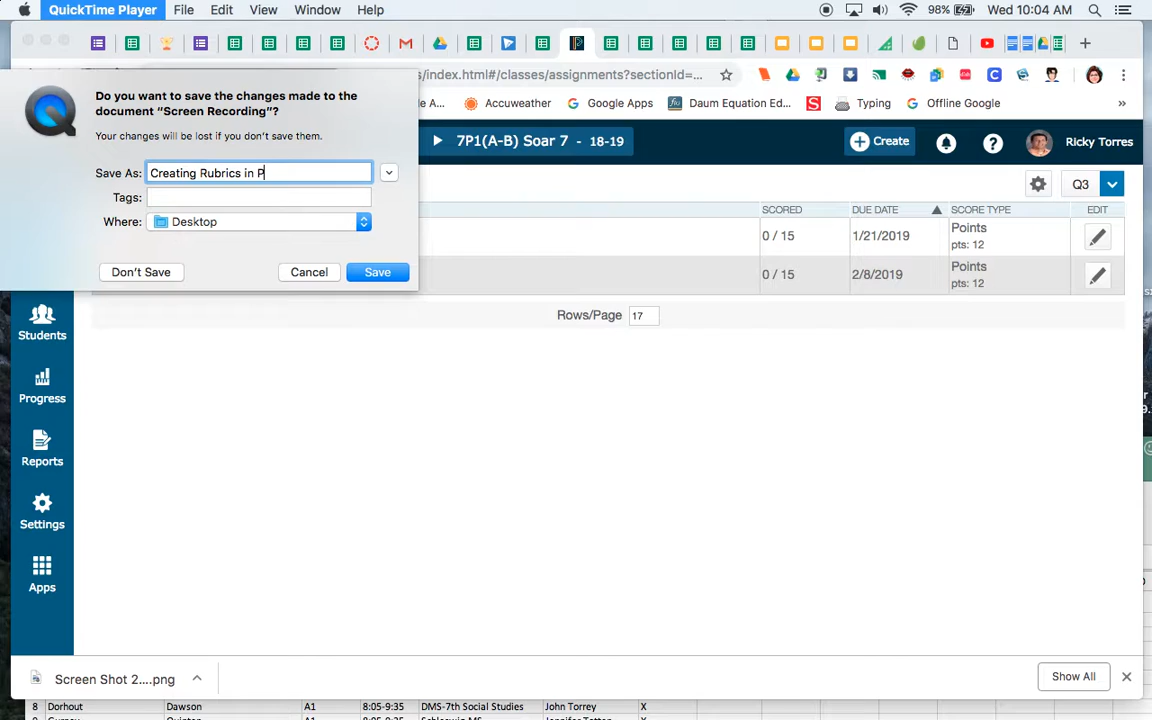 QuickTime Player File Edit View Window Help 98% Wed 10:04 AM
/index.html#/classes/assignments?sectionId=...
Do you want to save the changes made to the
document “Screen Recording”?
Your changes will be lost if you don’t save them.
Save As: Creating Rubrics in P
Tags:
Where: Desktop
Don’t Save Cancel Save
A... Accuweather Google Apps Daum Equation Ed... Typing Offline Google »
7P1(A-B) Soar 7 - 18-19 Create Ricky Torres
Q3
SCORED DUE DATE SCORE TYPE EDIT
0 / 15 1/21/2019 Points
pts: 12
0 / 15 2/8/2019 Points
pts: 12
Rows/Page 17
Students
Progress
Reports
Settings
Apps
Screen Shot 2....png Show All
8 Dorhout Dawson A1 8:05-9:35 DMS-7th Social Studies John Torrey X